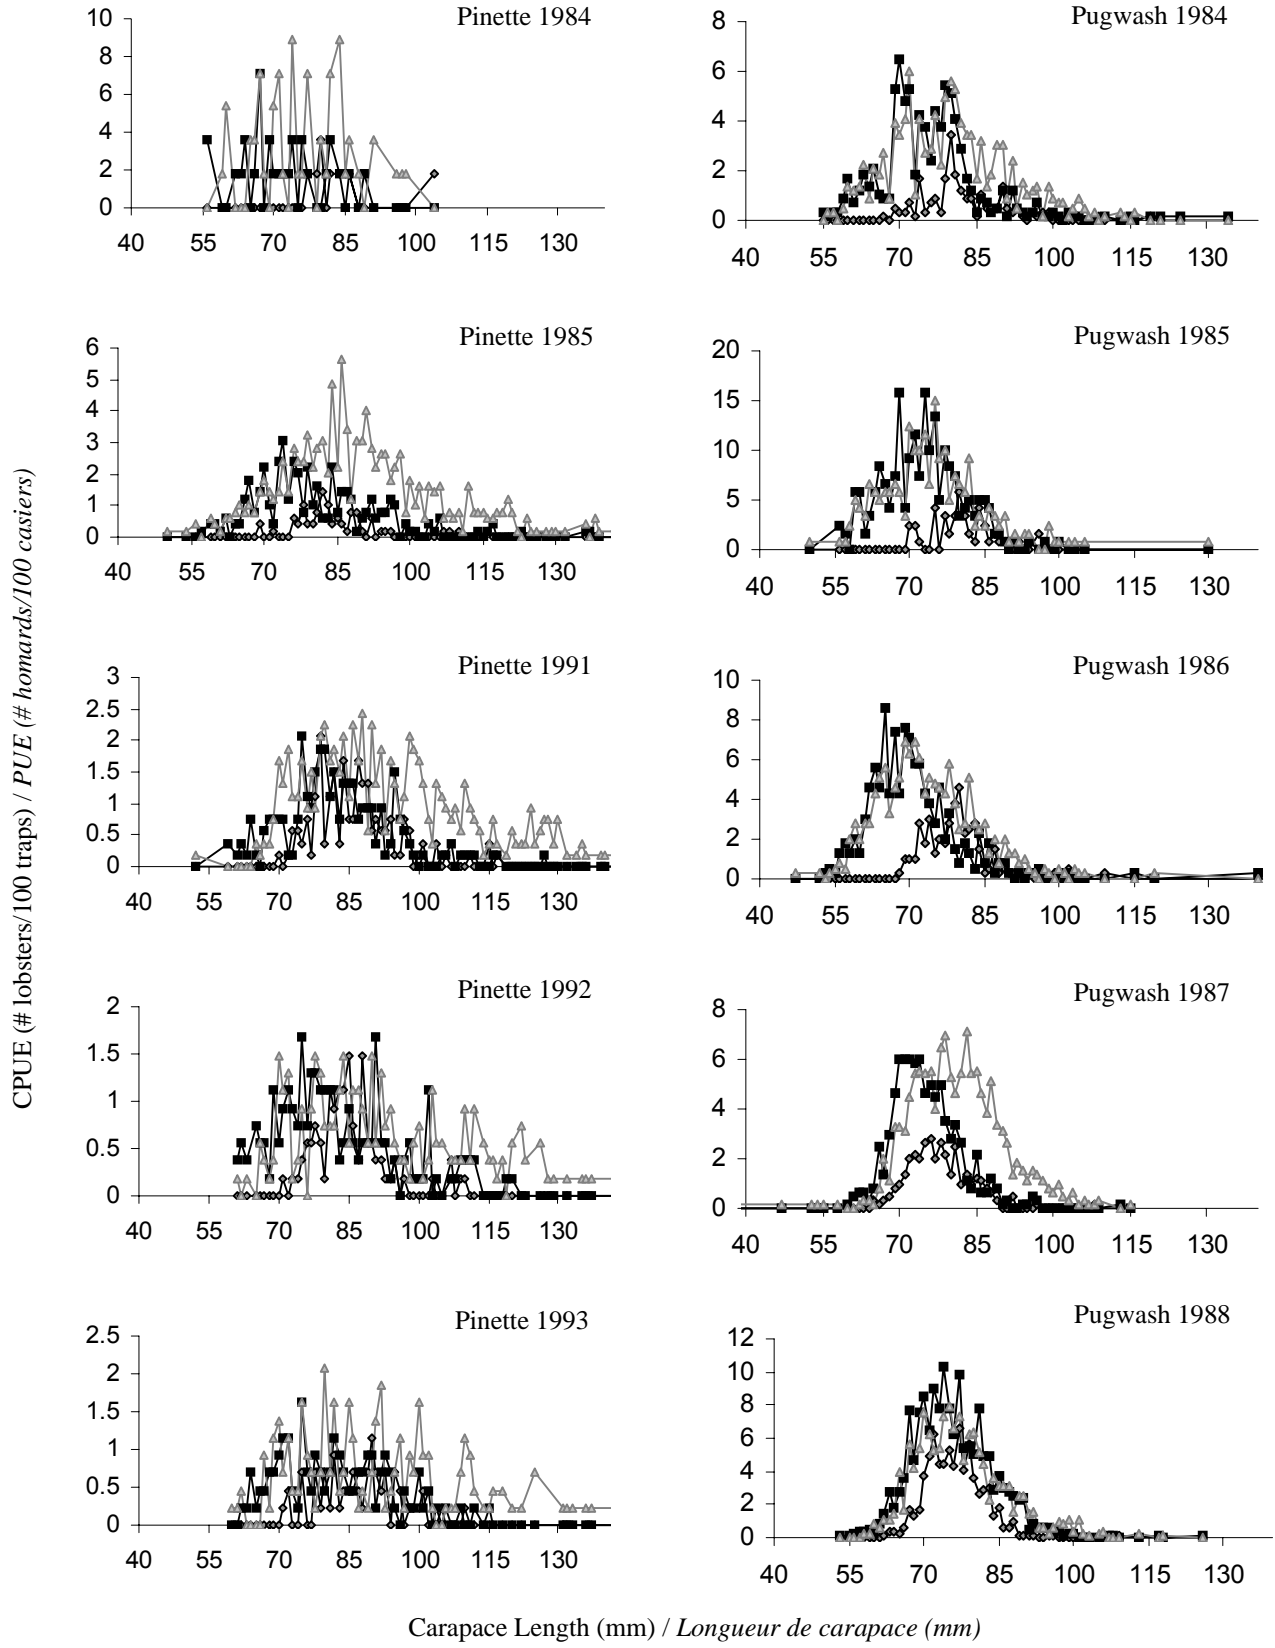 CPUE (# lobsters/100 traps) / PUE (# homards/100 casiers)
Pinette 1984
10
8
6
4
2
0
40 55 70 85 100 115 130
Pinette 1985
6
5
4
3
2
1
0
40 55 70 85 100 115 130
Pinette 1991
3
2.5
2
1.5
1
0.5
0
40 55 70 85 100 115 130
Pinette 1992
2
1.5
1
0.5
0
40 55 70 85 100 115 130
Pinette 1993
2.5
2
1.5
1
0.5
0
40 55 70 85 100 115 130
Pugwash 1984
8
6
4
2
0
40 55 70 85 100 115 130
Pugwash 1985
20
15
10
5
0
40 55 70 85 100 115 130
Pugwash 1986
10
8
6
4
2
0
40 55 70 85 100 115 130
Pugwash 1987
8
6
4
2
0
40 55 70 85 100 115 130
Pugwash 1988
12
10
8
6
4
2
0
40 55 70 85 100 115 130
Carapace Length (mm) / Longueur de carapace (mm)